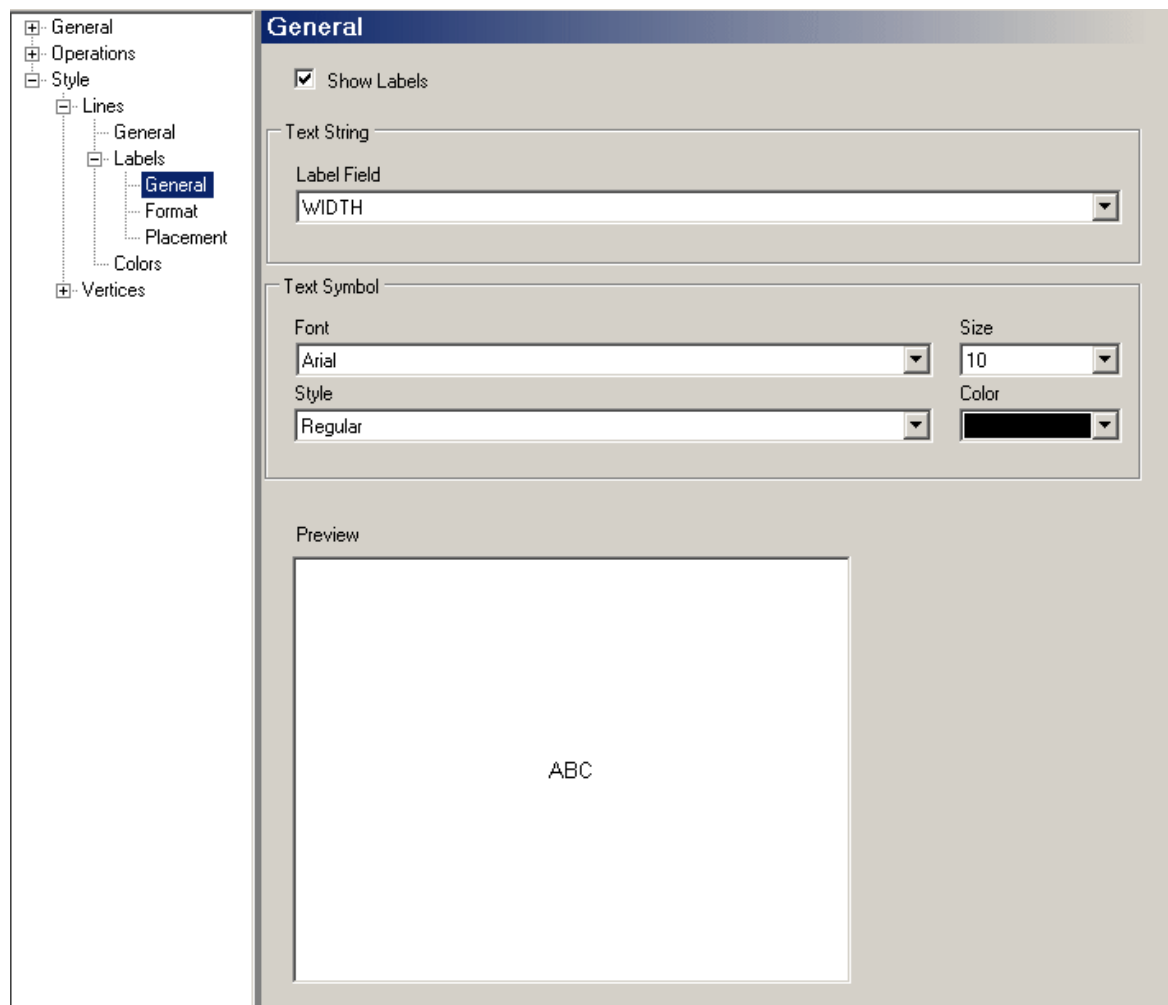 General
Operations
Style
Lines
General
Labels
General
Format
Placement
Colors
Vertices
General
Show Labels
Text String
Label Field
WIDTH
Text Symbol
Font
Size
Arial
10
Style
Color
Regular
Preview
ABC